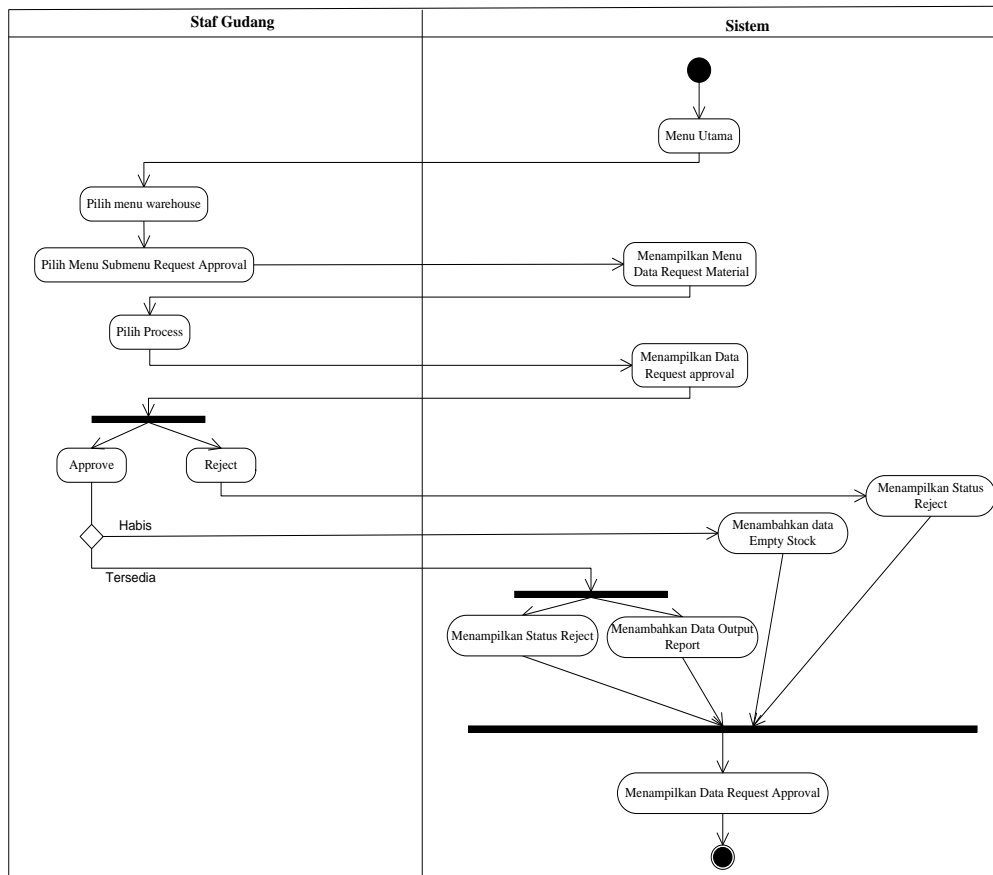 Staf Gudang
Sistem
Menu Utama
Pilih menu warehouse
Pilih Menu Submenu Request Approval
Menampilkan Menu
Data Request Material
Pilih Process
Menampilkan Data
Request approval
Approve
Reject
Menampilkan Status
Reject
Habis
Menambahkan data
Empty Stock
Tersedia
Menampilkan Status Reject
Menambahkan Data Output
Report
Menampilkan Data Request Approval